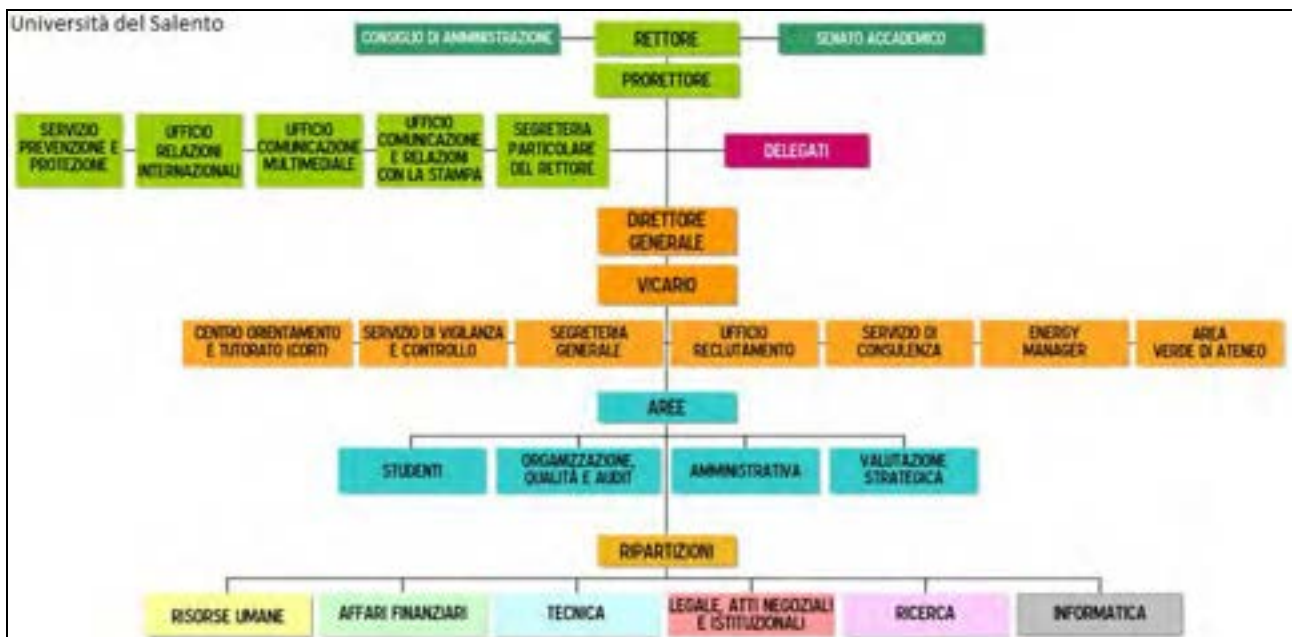 Università del Salento
CONSIGLIO DI AMMINISTRAZIONE
RETTORE
SENATO ACCADEMICO
PRORETTORE
SERVIZIO
PREVENZIONE E
PROTEZIONE
UFFICIO
RELAZIONI
INTERNAZIONALI
UFFICIO
COMUNICAZIONE
MULTIMEDIALE
UFFICIO
COMUNICAZIONE
E RELAZIONI
CON LA STAMPA
SEGRETERIA
PARTICOLARE
DEL RETTORE
DELEGATI
DIRETTORE
GENERALE
VICARIO
CENTRO ORIENTAMENTO
E TUTORATO (CORT)
SERVIZIO DI VIGILANZA
E CONTROLLO
SEGRETERIA
GENERALE
UFFICIO
RECLUTAMENTO
SERVIZIO DI
CONSULENZA
ENERGY
MANAGER
AREA
VERDE DI ATENEO
AREE
STUDENTI
ORGANIZZAZIONE,
QUALITÀ E AUDIT
AMMINISTRATIVA
VALUTAZIONE
STRATEGICA
RIPARTIZIONI
RISORSE UMANE
AFFARI FINANZIARI
TECNICA
LEGALE, ATTI NEGOZIALI
E ISTITUZIONALI
RICERCA
INFORMATICA